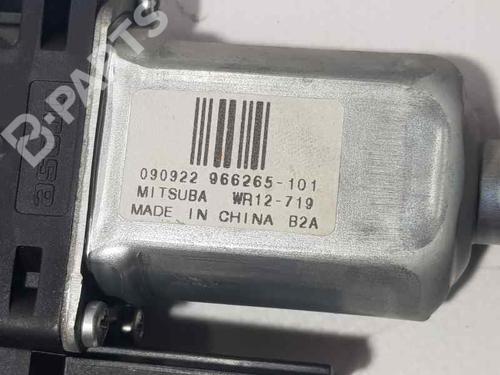 B-PARTS
090922 966265-101
MITSUBA WR12-719
MADE IN CHINA B2A